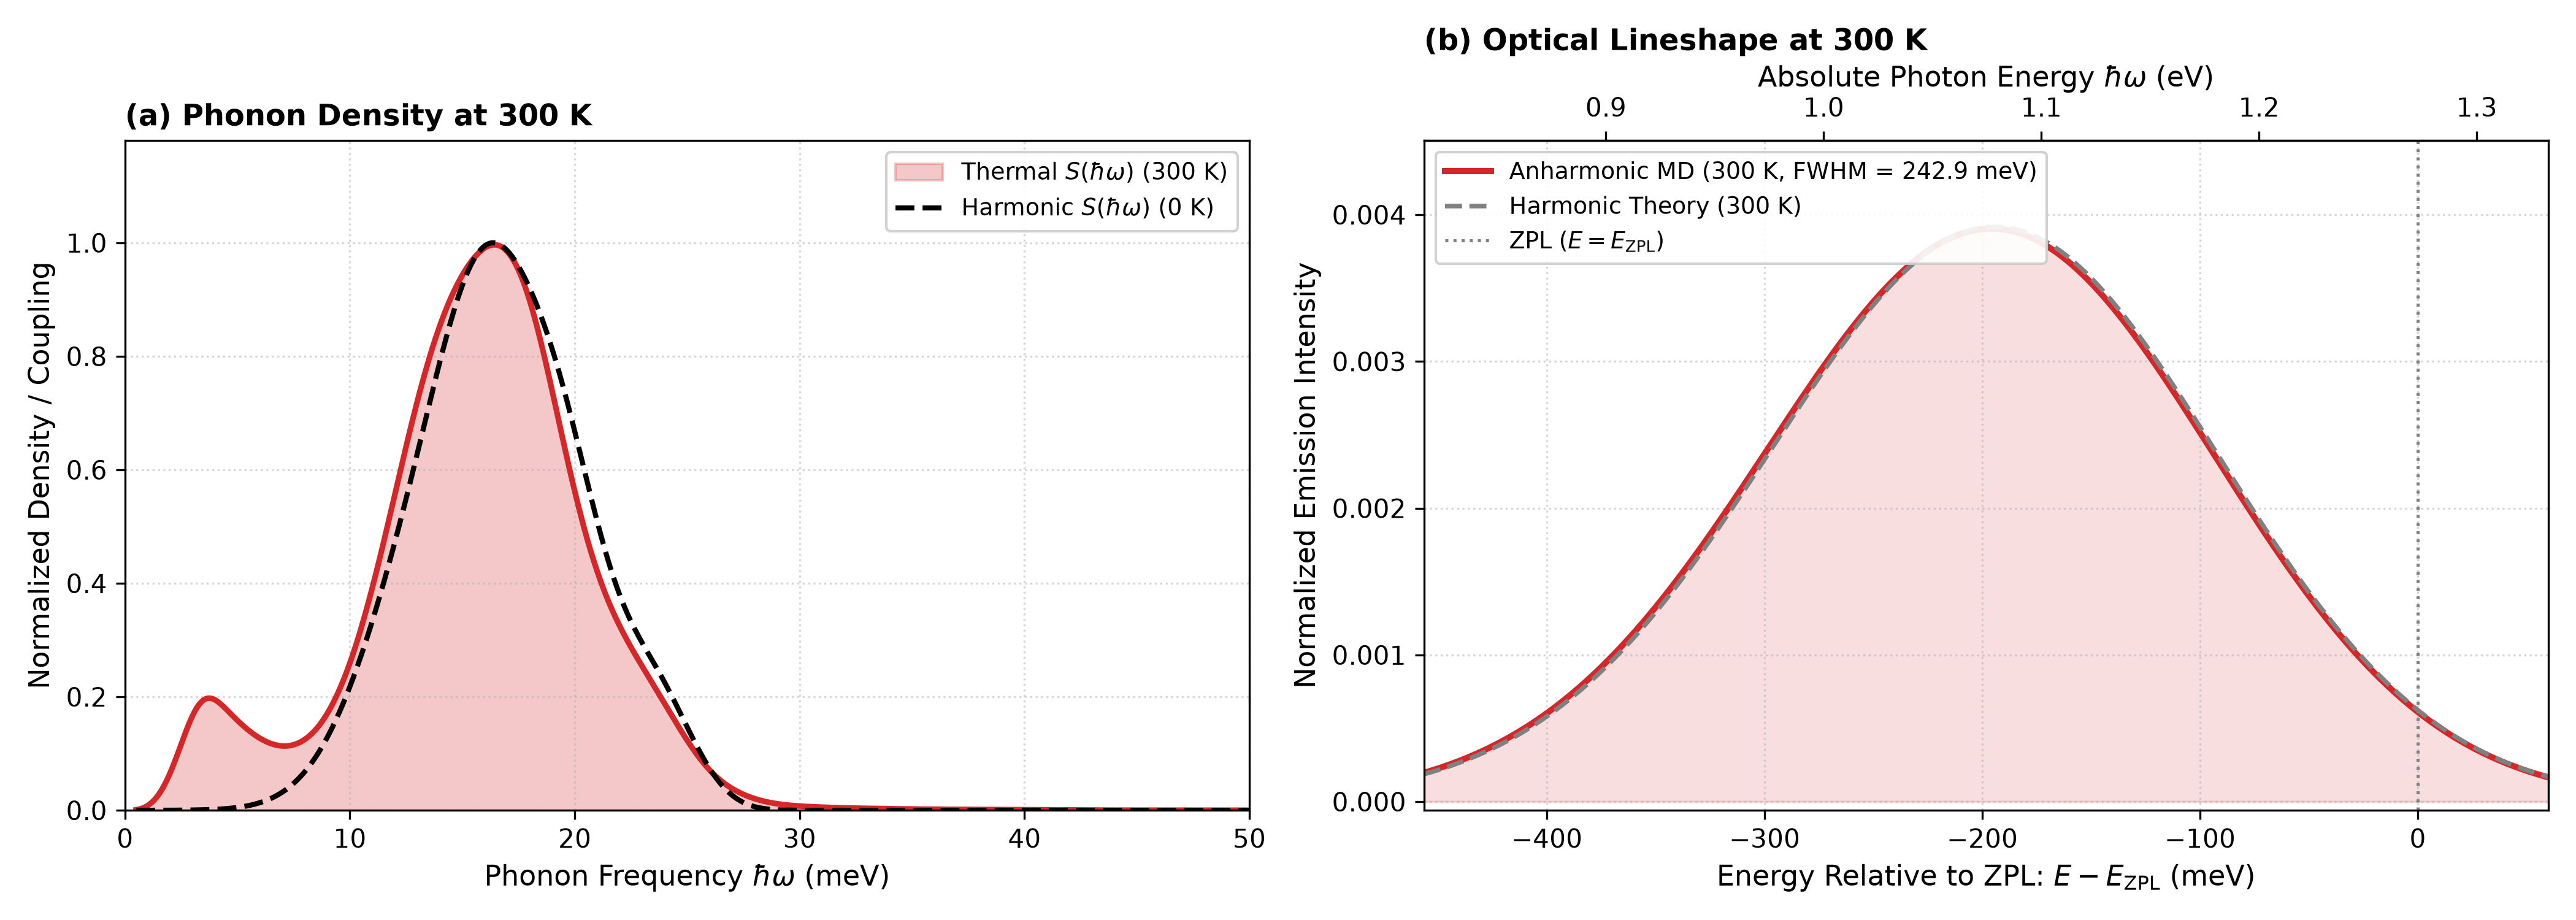 (a) Phonon Density at 300 K
Thermal S(ℏω) (300 K)
Harmonic S(ℏω) (0 K)
Normalized Density / Coupling
1.0
0.8
0.6
0.4
0.2
0.0
0 10 20 30 40 50
Phonon Frequency ℏω (meV)
(b) Optical Lineshape at 300 K
Absolute Photon Energy ℏω (eV)
0.9 1.0 1.1 1.2 1.3
Anharmonic MD (300 K, FWHM = 242.9 meV)
Harmonic Theory (300 K)
ZPL (E = E_ZPL)
Normalized Emission Intensity
0.004
0.003
0.002
0.001
0.000
−400 −300 −200 −100 0
Energy Relative to ZPL: E − E_ZPL (meV)